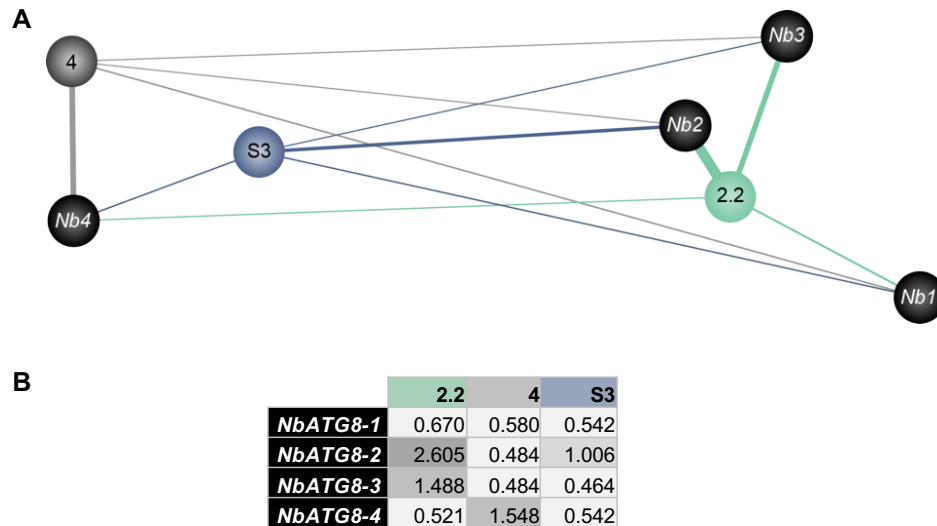 A
4
Nb3
Nb2
S3
2.2
Nb4
Nb1
B
2.2 4 S3
NbATG8-1 0.670 0.580 0.542
NbATG8-2 2.605 0.484 1.006
NbATG8-3 1.488 0.484 0.464
NbATG8-4 0.521 1.548 0.542